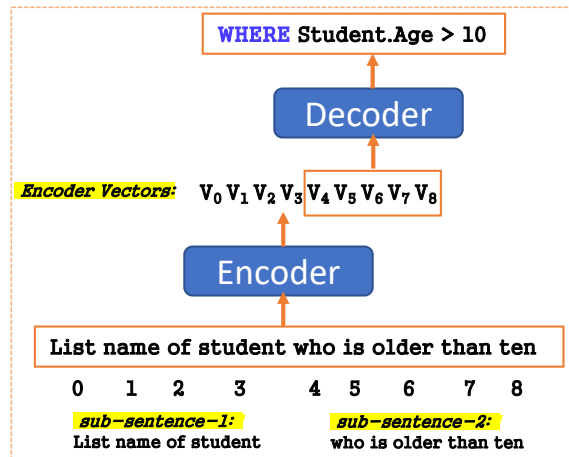 WHERE Student.Age > 10
Decoder
Encoder Vectors: V0 V1 V2 V3 V4 V5 V6 V7 V8
Encoder
List name of student who is older than ten
0 1 2 3 4 5 6 7 8
sub-sentence-1: sub-sentence-2:
List name of student who is older than ten